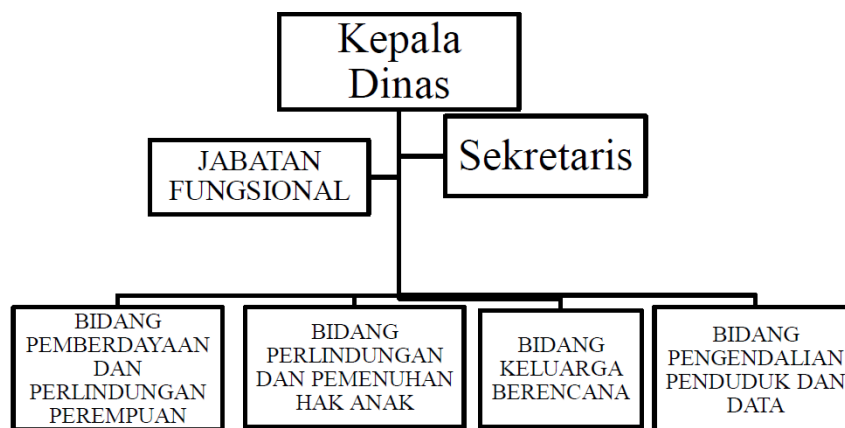 Kepala
Dinas
JABATAN
FUNGSIONAL
Sekretaris
BIDANG
PEMBERDAYAAN
DAN
PERLINDUNGAN
PEREMPUAN
BIDANG
PERLINDUNGAN
DAN PEMENUHAN
HAK ANAK
BIDANG
KELUARGA
BERENCANA
BIDANG
PENGENDALIAN
PENDUDUK DAN
DATA